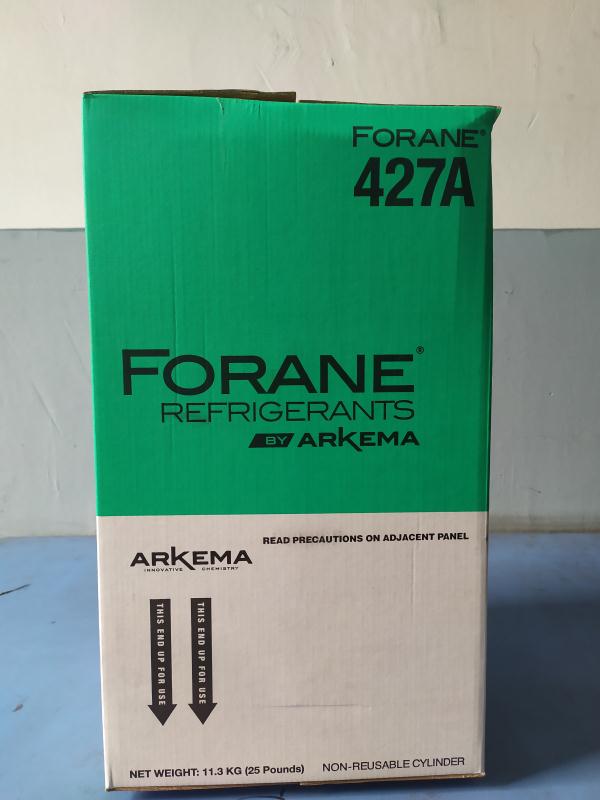 FORANE®
427A
FORANE®
REFRIGERANTS
BY ARKEMA
READ PRECAUTIONS ON ADJACENT PANEL
ARKEMA
INNOVATIVE CHEMISTRY
THIS END UP FOR USE
THIS END UP FOR USE
NET WEIGHT: 11.3 KG (25 Pounds)
NON-REUSABLE CYLINDER